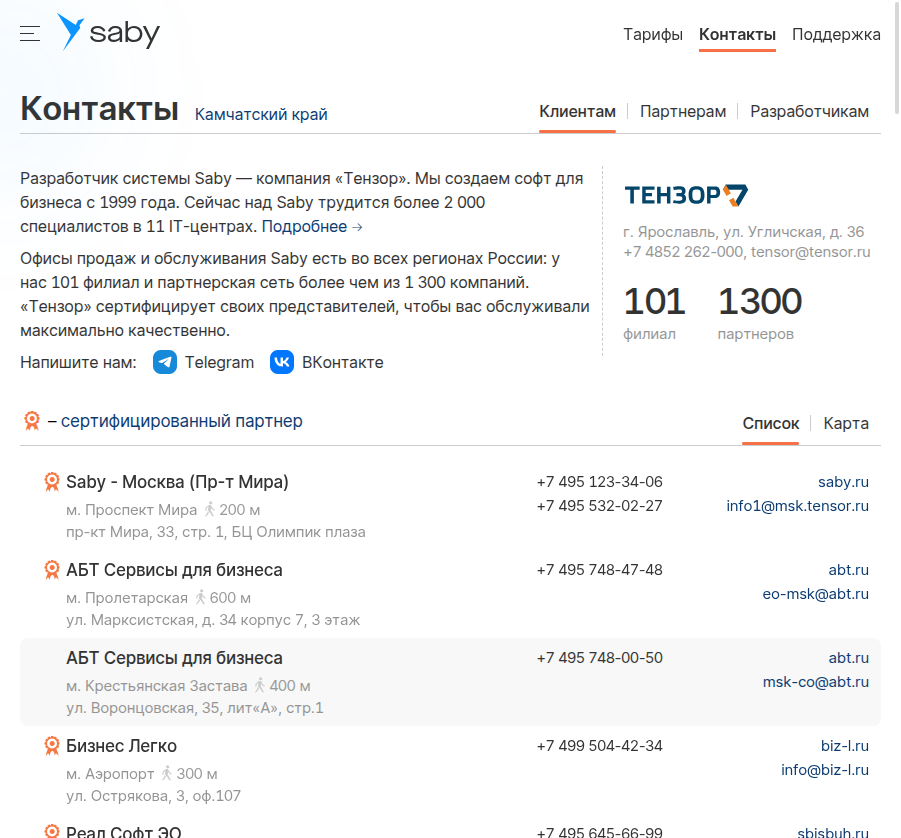 saby
Тарифы Контакты Поддержка
Контакты Камчатский край
Клиентам Партнерам Разработчикам
Разработчик системы Saby — компания «Тензор». Мы создаем софт для
бизнеса с 1999 года. Сейчас над Saby трудится более 2 000
специалистов в 11 IT-центрах. Подробнее →
Офисы продаж и обслуживания Saby есть во всех регионах России: у
нас 101 филиал и партнерская сеть более чем из 1 300 компаний.
«Тензор» сертифицирует своих представителей, чтобы вас обслуживали
максимально качественно.
Напишите нам: Telegram ВКонтакте
ТЕНЗОР
г. Ярославль, ул. Угличская, д. 36
+7 4852 262-000, tensor@tensor.ru
101 1300
филиал партнеров
– сертифицированный партнер
Список Карта
Saby - Москва (Пр-т Мира) +7 495 123-34-06 saby.ru
+7 495 532-02-27 info1@msk.tensor.ru
м. Проспект Мира 200 м
пр-кт Мира, 33, стр. 1, БЦ Олимпик плаза
АБТ Сервисы для бизнеса +7 495 748-47-48 abt.ru
eo-msk@abt.ru
м. Пролетарская 600 м
ул. Марксистская, д. 34 корпус 7, 3 этаж
АБТ Сервисы для бизнеса +7 495 748-00-50 abt.ru
msk-co@abt.ru
м. Крестьянская Застава 400 м
ул. Воронцовская, 35, лит«А», стр.1
Бизнес Легко +7 499 504-42-34 biz-l.ru
info@biz-l.ru
м. Аэропорт 300 м
ул. Острякова, 3, оф.107
Реал Софт ЭО +7 495 645-66-99 sbisbuh.ru